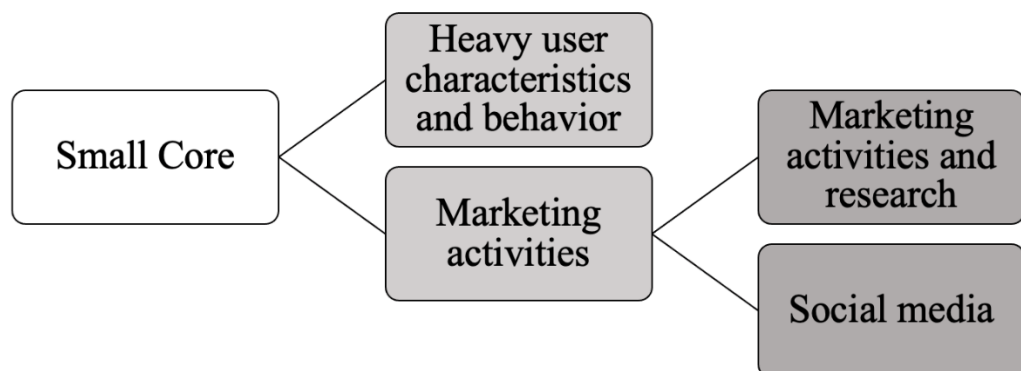 Small Core
Heavy user
characteristics
and behavior
Marketing
activities
Marketing
activities and
research
Social media